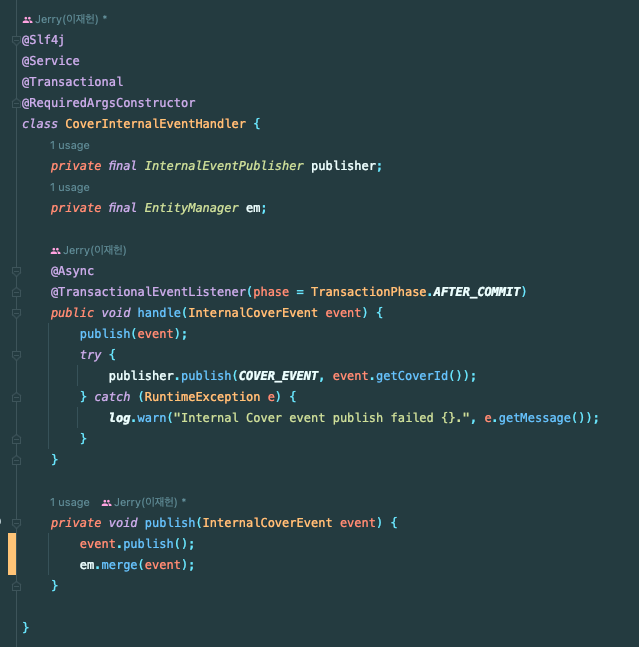 Jerry(이재헌) *
@Slf4j
@Service
@Transactional
@RequiredArgsConstructor
class CoverInternalEventHandler {
1 usage
private final InternalEventPublisher publisher;
1 usage
private final EntityManager em;
Jerry(이재헌)
@Async
@TransactionalEventListener(phase = TransactionPhase.AFTER_COMMIT)
public void handle(InternalCoverEvent event) {
publish(event);
try {
publisher.publish(COVER_EVENT, event.getCoverId());
} catch (RuntimeException e) {
log.warn("Internal Cover event publish failed {}.", e.getMessage());
}
}
1 usage Jerry(이재헌) *
private void publish(InternalCoverEvent event) {
event.publish();
em.merge(event);
}
}